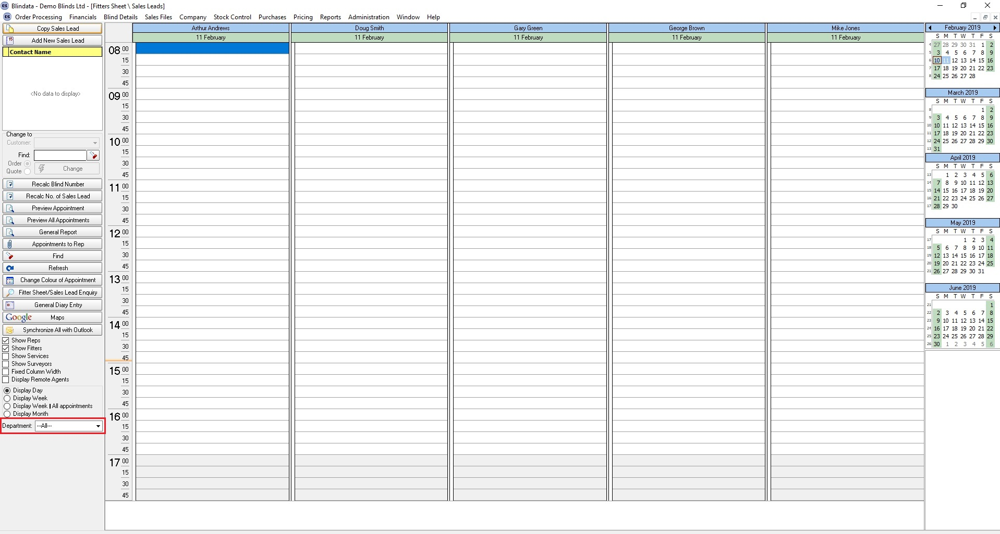 Blindata - Demo Blinds Ltd - [Fitters Sheet \ Sales Leads]
Order Processing Financials Blind Details Sales Files Company Stock Control Purchases Pricing Reports Administration Window Help
Copy Sales Lead
Add New Sales Lead
Contact Name
<No data to display>
Change to
Customer:
Find:
Order
Quote
Change
Recalc Blind Number
Recalc No. of Sales Lead
Preview Appointment
Preview All Appointments
General Report
Appointments to Rep
Find
Refresh
Change Colour of Appointment
Fitter Sheet/Sales Lead Enquiry
General Diary Entry
Google Maps
Synchronize All with Outlook
Show Reps
Show Fitters
Show Services
Show Surveyors
Fixed Column Width
Display Remote Agents
Display Day
Display Week
Display Week | All appointments
Display Month
Department: ---All---
Arthur Andrews Doug Smith Gary Green George Brown Mike Jones
11 February 11 February 11 February 11 February 11 February
08 00
15
30
45
09 00
15
30
45
10 00
15
30
45
11 00
15
30
45
12 00
15
30
45
13 00
15
30
45
14 00
15
30
45
15 00
15
30
45
16 00
15
30
45
17 00
15
30
45
February 2019
S M T W T F S
4 27 28 29 30 31 1 2
5 3 4 5 6 7 8 9
6 10 11 12 13 14 15 16
7 17 18 19 20 21 22 23
8 24 25 26 27 28
March 2019
S M T W T F S
8 1 2
9 3 4 5 6 7 8 9
10 10 11 12 13 14 15 16
11 17 18 19 20 21 22 23
12 24 25 26 27 28 29 30
13 31
April 2019
S M T W T F S
13 1 2 3 4 5 6
14 7 8 9 10 11 12 13
15 14 15 16 17 18 19 20
16 21 22 23 24 25 26 27
17 28 29 30
May 2019
S M T W T F S
17 1 2 3 4
18 5 6 7 8 9 10 11
19 12 13 14 15 16 17 18
20 19 20 21 22 23 24 25
21 26 27 28 29 30 31
June 2019
S M T W T F S
21 1
22 2 3 4 5 6 7 8
23 9 10 11 12 13 14 15
24 16 17 18 19 20 21 22
25 23 24 25 26 27 28 29
26 30 1 2 3 4 5 6